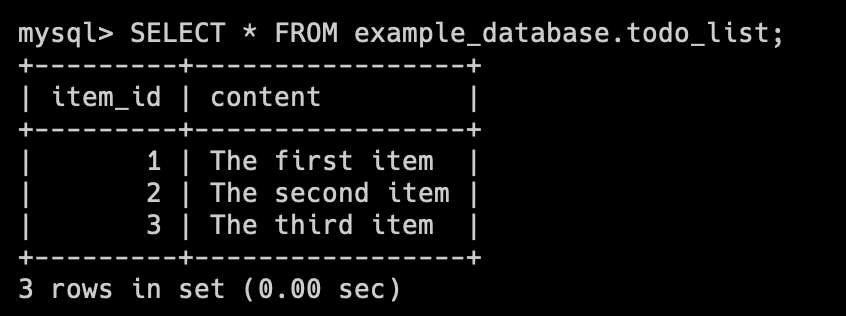 mysql> SELECT * FROM example_database.todo_list;
+---------+-----------------+
| item_id | content         |
+---------+-----------------+
|       1 | The first item  |
|       2 | The second item |
|       3 | The third item  |
+---------+-----------------+
3 rows in set (0.00 sec)